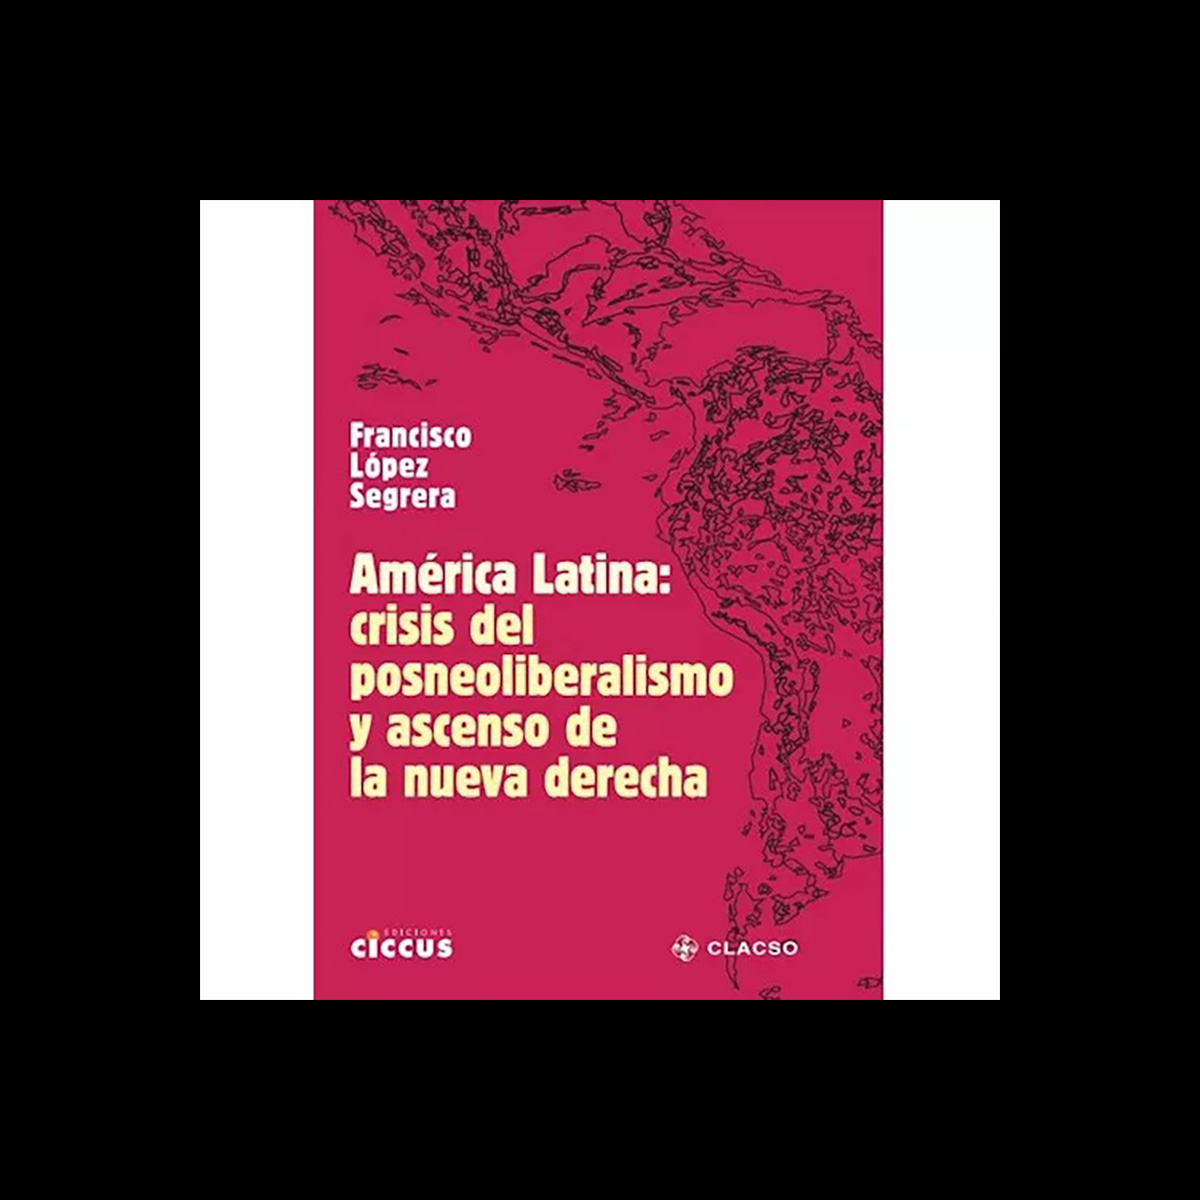 Francisco
López
Segrera
América Latina:
crisis del
posneoliberalismo
y ascenso de
la nueva derecha
EDICIONES
ciccus
CLACSO